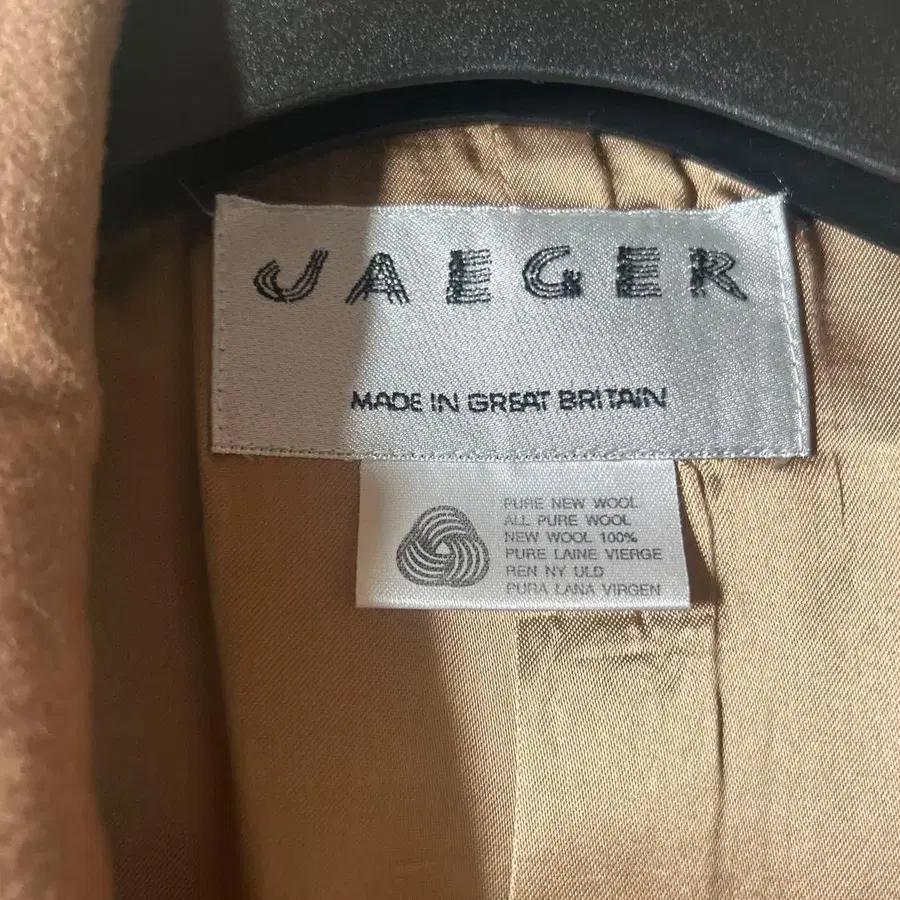 JAEGER
MADE IN GREAT BRITAIN
PURE NEW WOOL
ALL PURE WOOL
NEW WOOL 100%
PURE LAINE VIERGE
REN NY ULD
PURA LANA VIRGEN